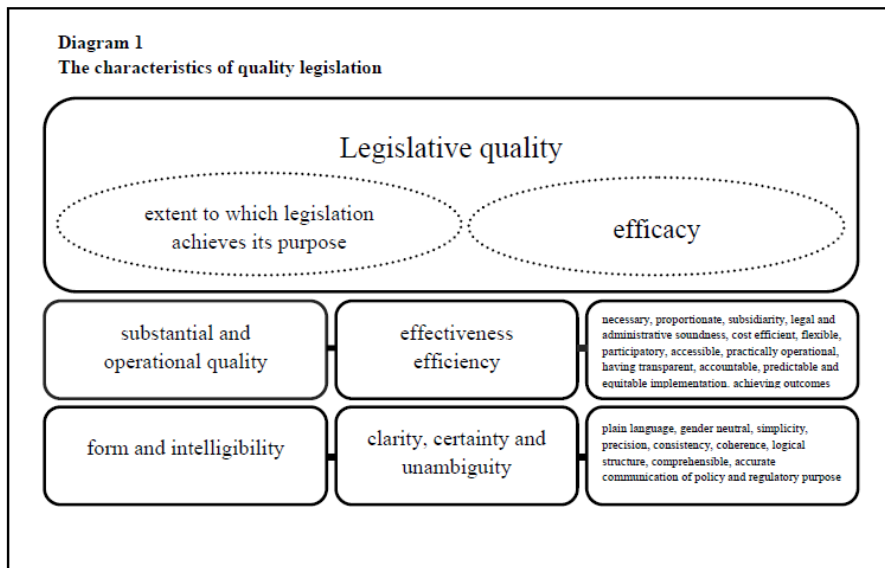 Diagram 1
The characteristics of quality legislation
Legislative quality
extent to which legislation
achieves its purpose
efficacy
substantial and
operational quality
effectiveness
efficiency
necessary, proportionate, subsidiarity, legal and
administrative soundness, cost efficient, flexible,
participatory, accessible, practically operational,
having transparent, accountable, predictable and
equitable implementation, achieving outcomes
form and intelligibility
clarity, certainty and
unambiguity
plain language, gender neutral, simplicity,
precision, consistency, coherence, logical
structure, comprehensible, accurate
communication of policy and regulatory purpose